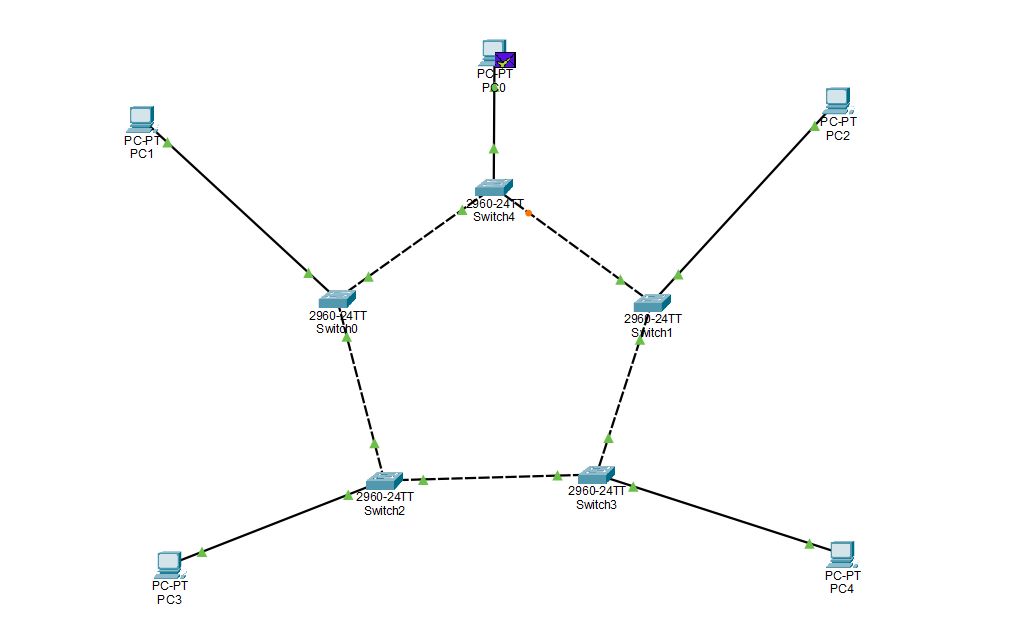 PC-PT
PC0
PC-PT
PC1
PC-PT
PC2
2960-24TT
Switch4
2960-24TT
Switch0
2960-24TT
Switch1
2960-24TT
Switch2
2960-24TT
Switch3
PC-PT
PC3
PC-PT
PC4